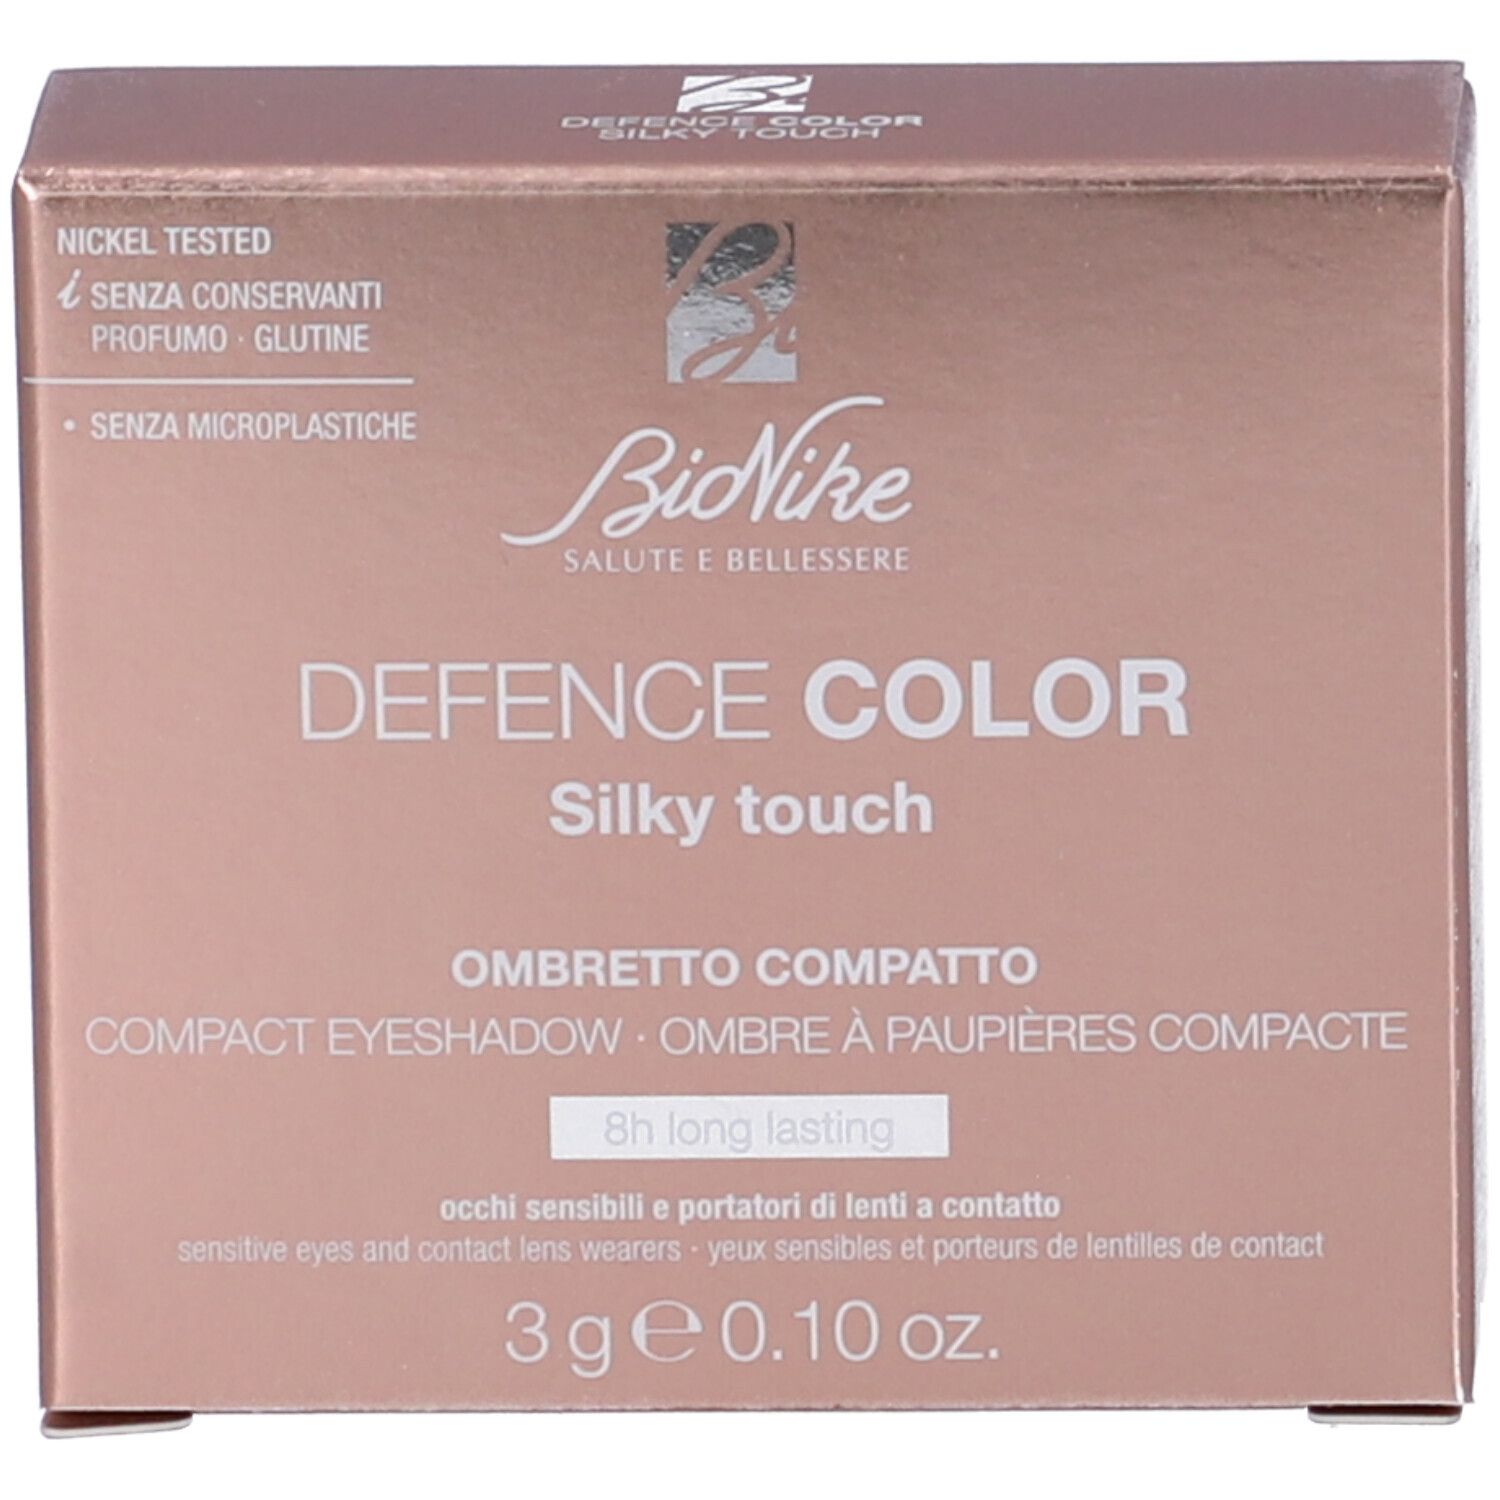 DEFENCE COLOR
SILKY TOUCH
NICKEL TESTED
i SENZA CONSERVANTI
PROFUMO · GLUTINE
• SENZA MICROPLASTICHE
BioNike
SALUTE E BELLESSERE
DEFENCE COLOR
Silky touch
OMBRETTO COMPATTO
COMPACT EYESHADOW · OMBRE À PAUPIÈRES COMPACTE
8h long lasting
occhi sensibili e portatori di lenti a contatto
sensitive eyes and contact lens wearers · yeux sensibles et porteurs de lentilles de contact
3 g ℮ 0.10 oz.